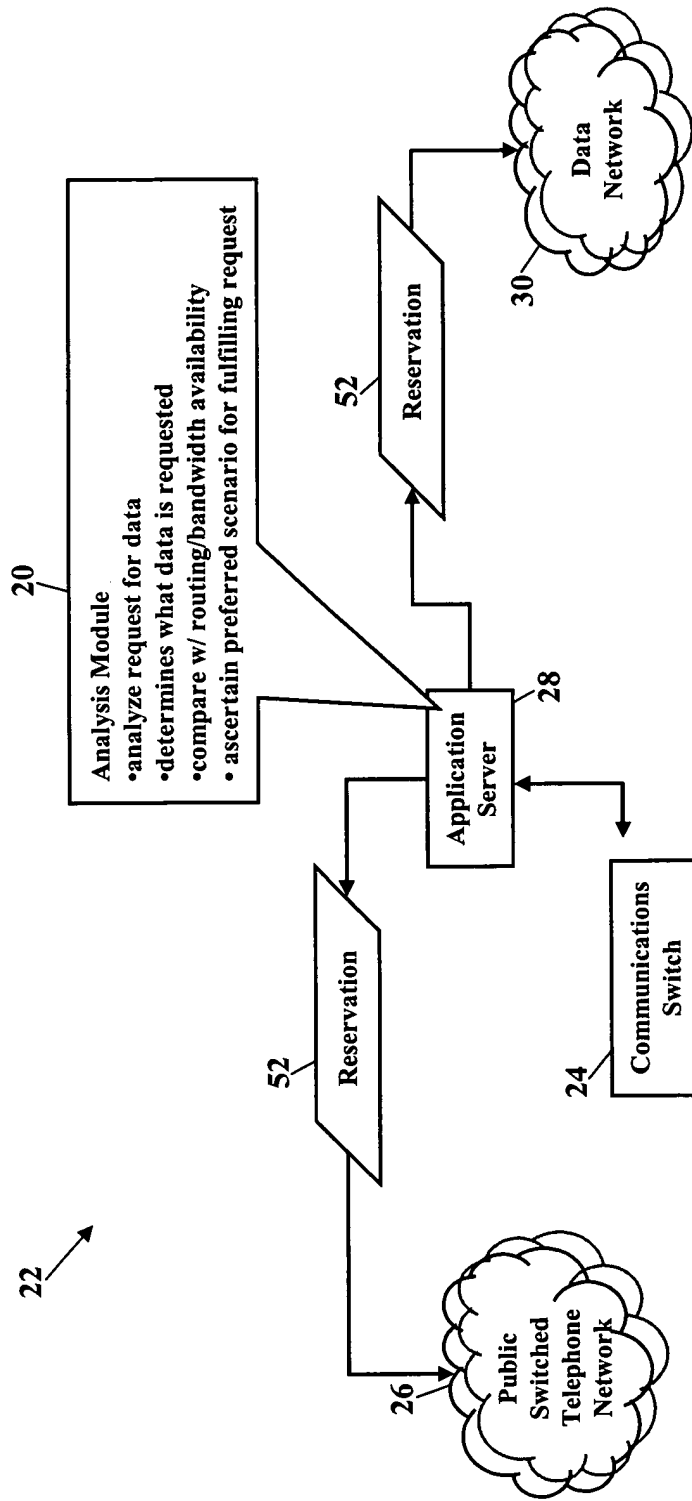 20
Analysis Module
•analyze request for data
•determines what data is requested
•compare w/ routing/bandwidth availability
• ascertain preferred scenario for fulfilling request
22
52
Reservation
52
Reservation
26
Public
Switched
Telephone
Network
Application
Server
28
30
Data
Network
24
Communications
Switch